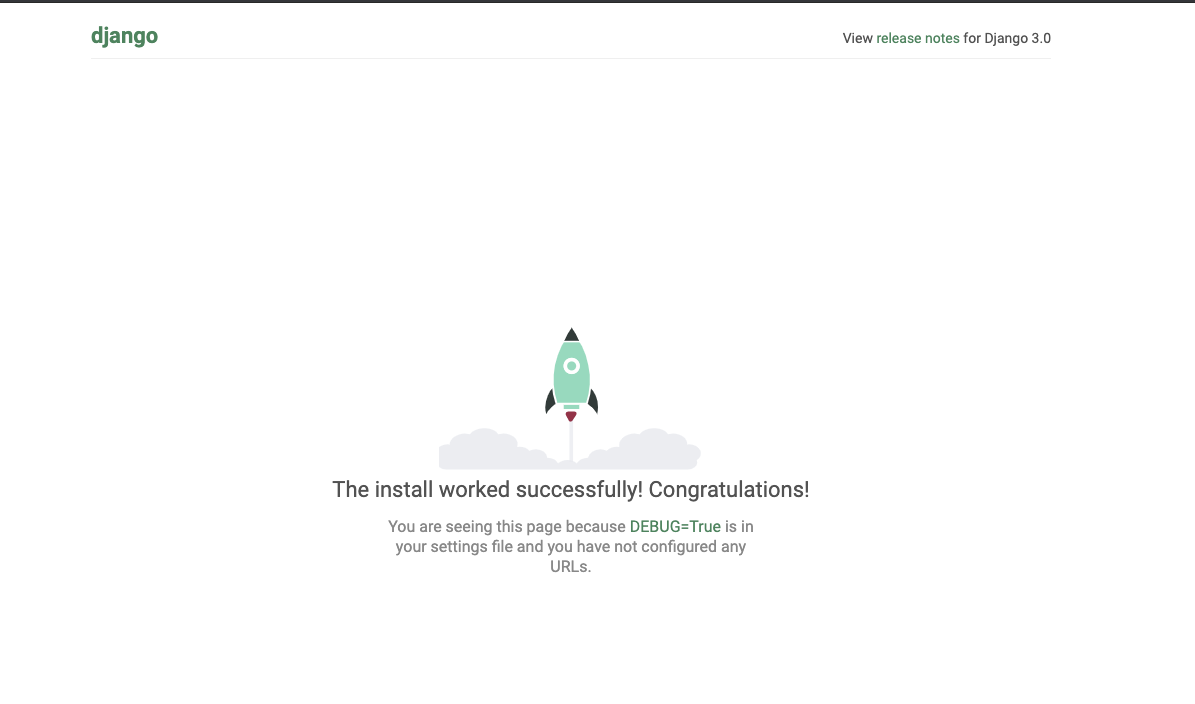 django
View release notes for Django 3.0
The install worked successfully! Congratulations!
You are seeing this page because DEBUG=True is in
your settings file and you have not configured any
URLs.